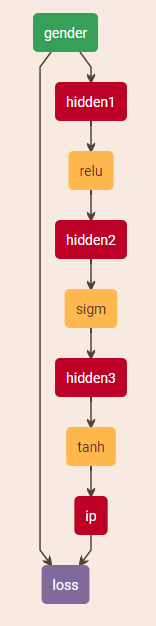 gender
hidden1
relu
hidden2
sigm
hidden3
tanh
ip
loss